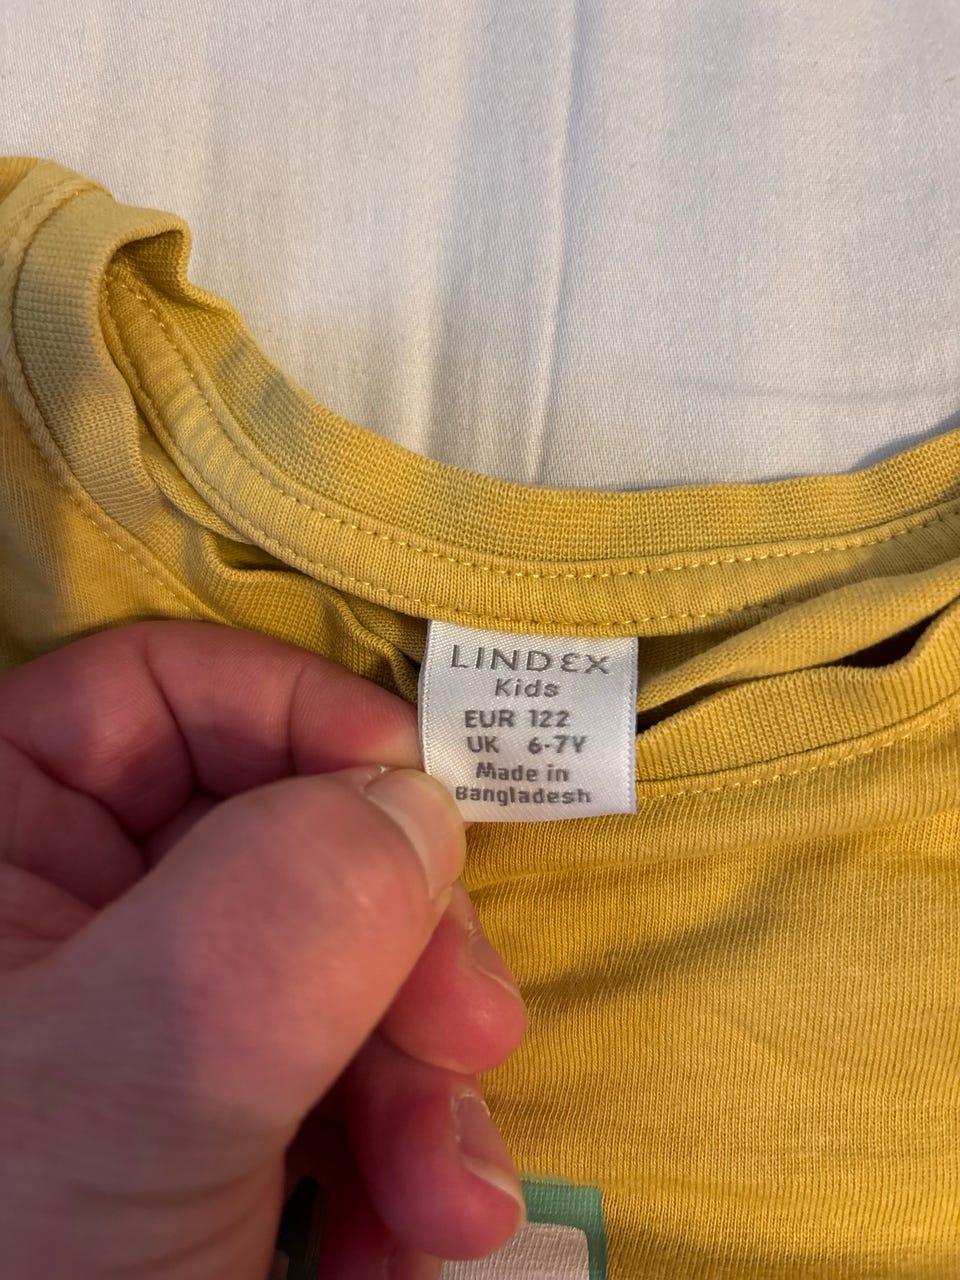 LINDEX
Kids
EUR 122
UK 6-7Y
Made in
Bangladesh